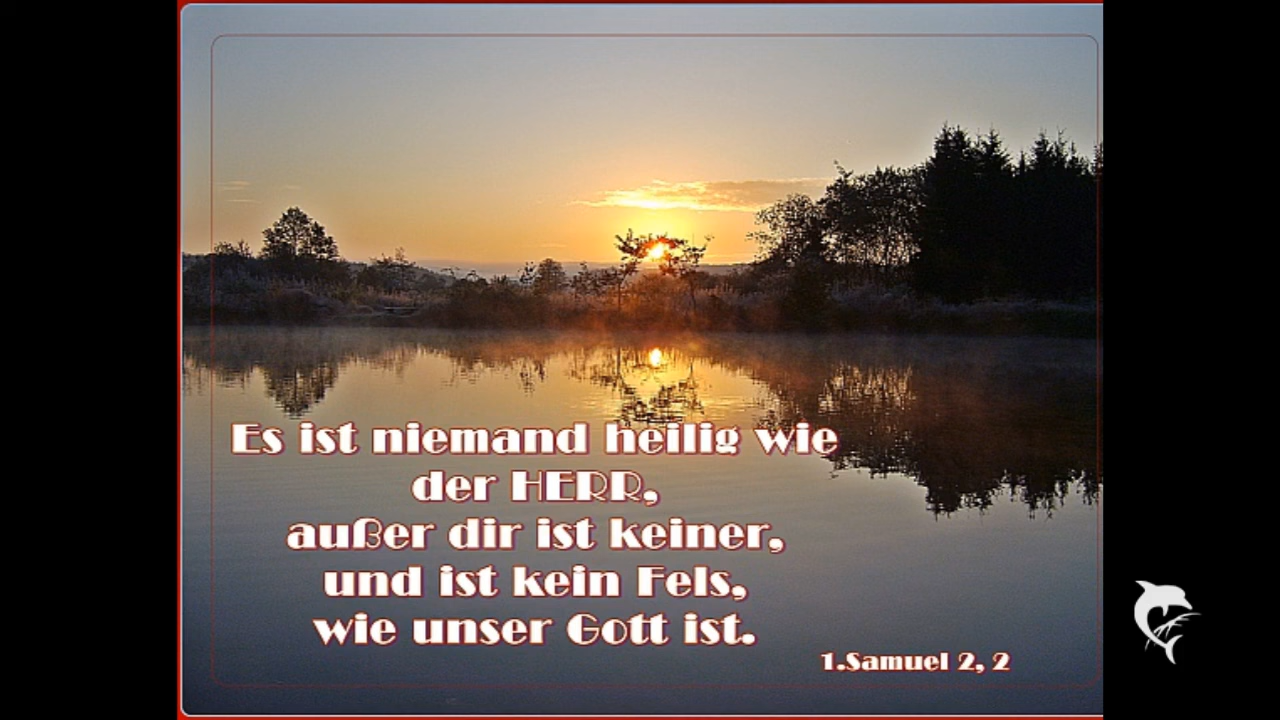 Es ist niemand heilig wie
der HERR,
außer dir ist keiner,
und ist kein Fels,
wie unser Gott ist.
1.Samuel 2, 2